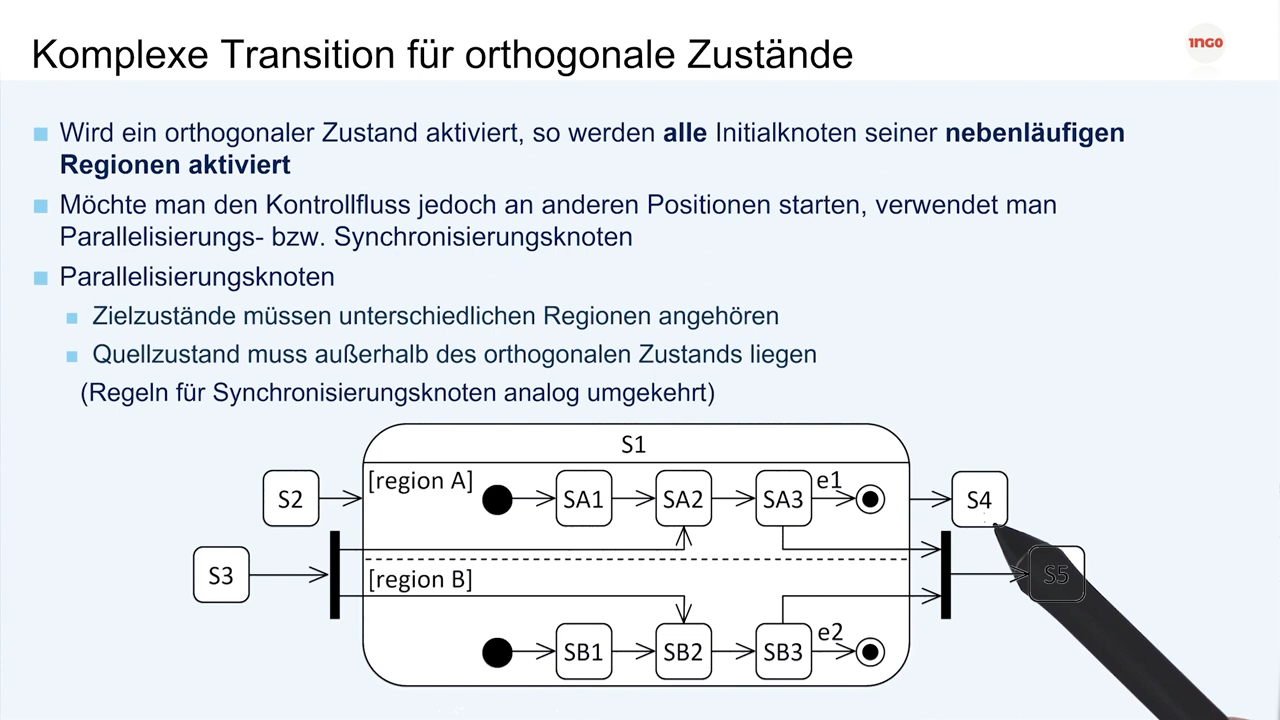 Komplexe Transition für orthogonale Zustände
1NGO
Wird ein orthogonaler Zustand aktiviert, so werden alle Initialknoten seiner nebenläufigen
Regionen aktiviert
Möchte man den Kontrollfluss jedoch an anderen Positionen starten, verwendet man
Parallelisierungs- bzw. Synchronisierungsknoten
Parallelisierungsknoten
Zielzustände müssen unterschiedlichen Regionen angehören
Quellzustand muss außerhalb des orthogonalen Zustands liegen
(Regeln für Synchronisierungsknoten analog umgekehrt)
S1
[region A]
S2
SA1
SA2
SA3
e1
S4
S3
[region B]
S5
SB1
SB2
SB3
e2